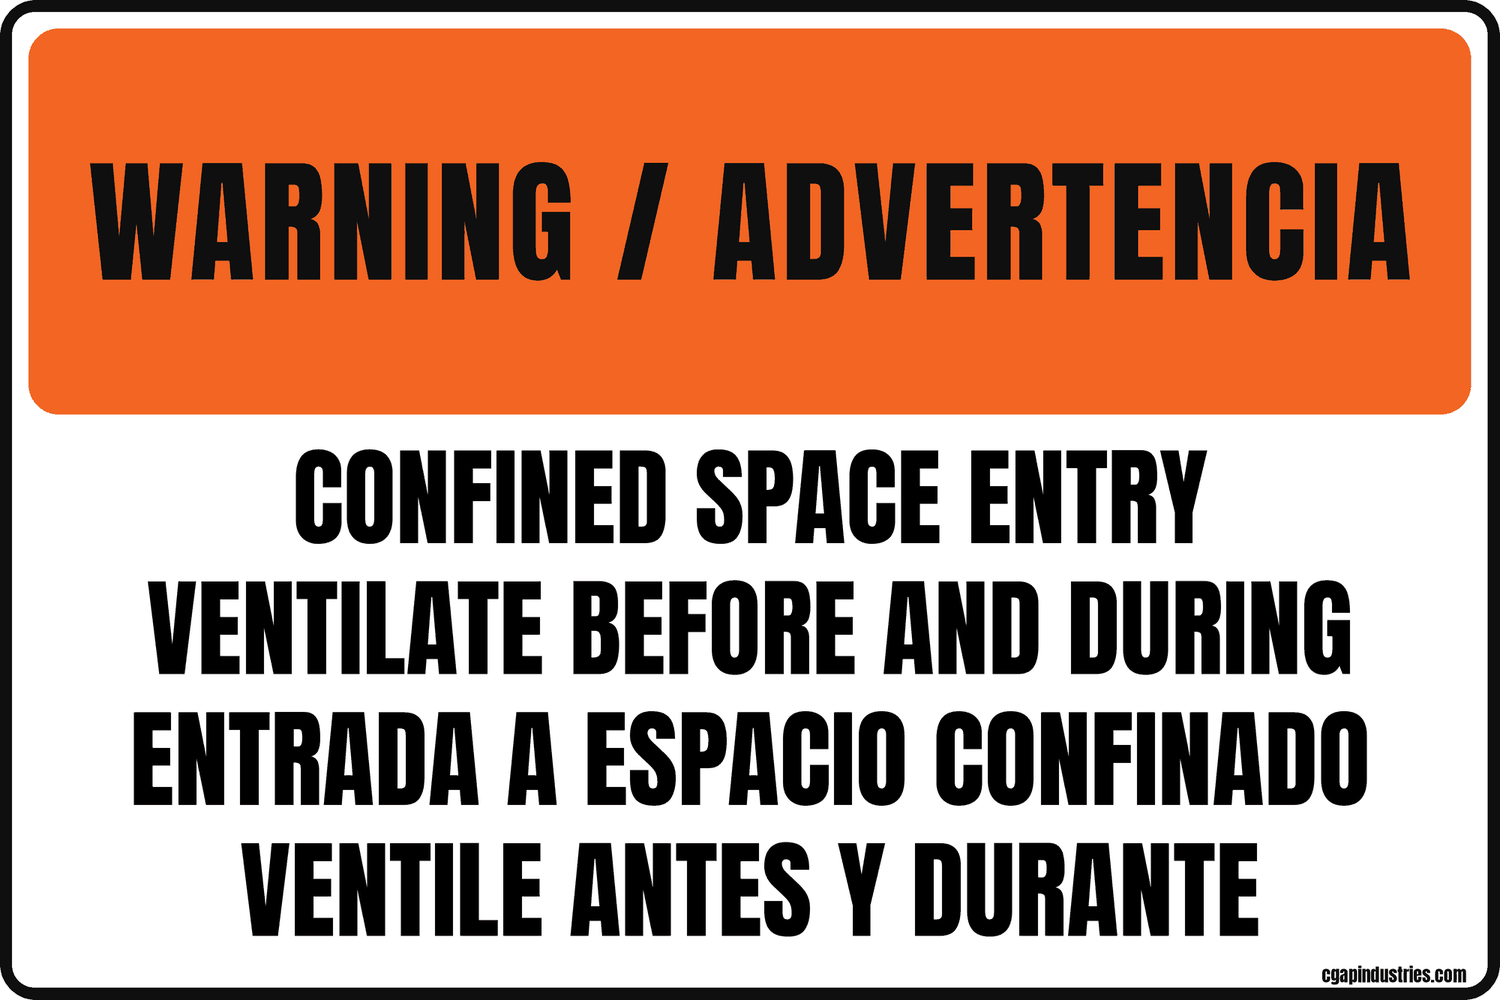 WARNING / ADVERTENCIA
CONFINED SPACE ENTRY
VENTILATE BEFORE AND DURING
ENTRADA A ESPACIO CONFINADO
VENTILE ANTES Y DURANTE
cgapindustries.com